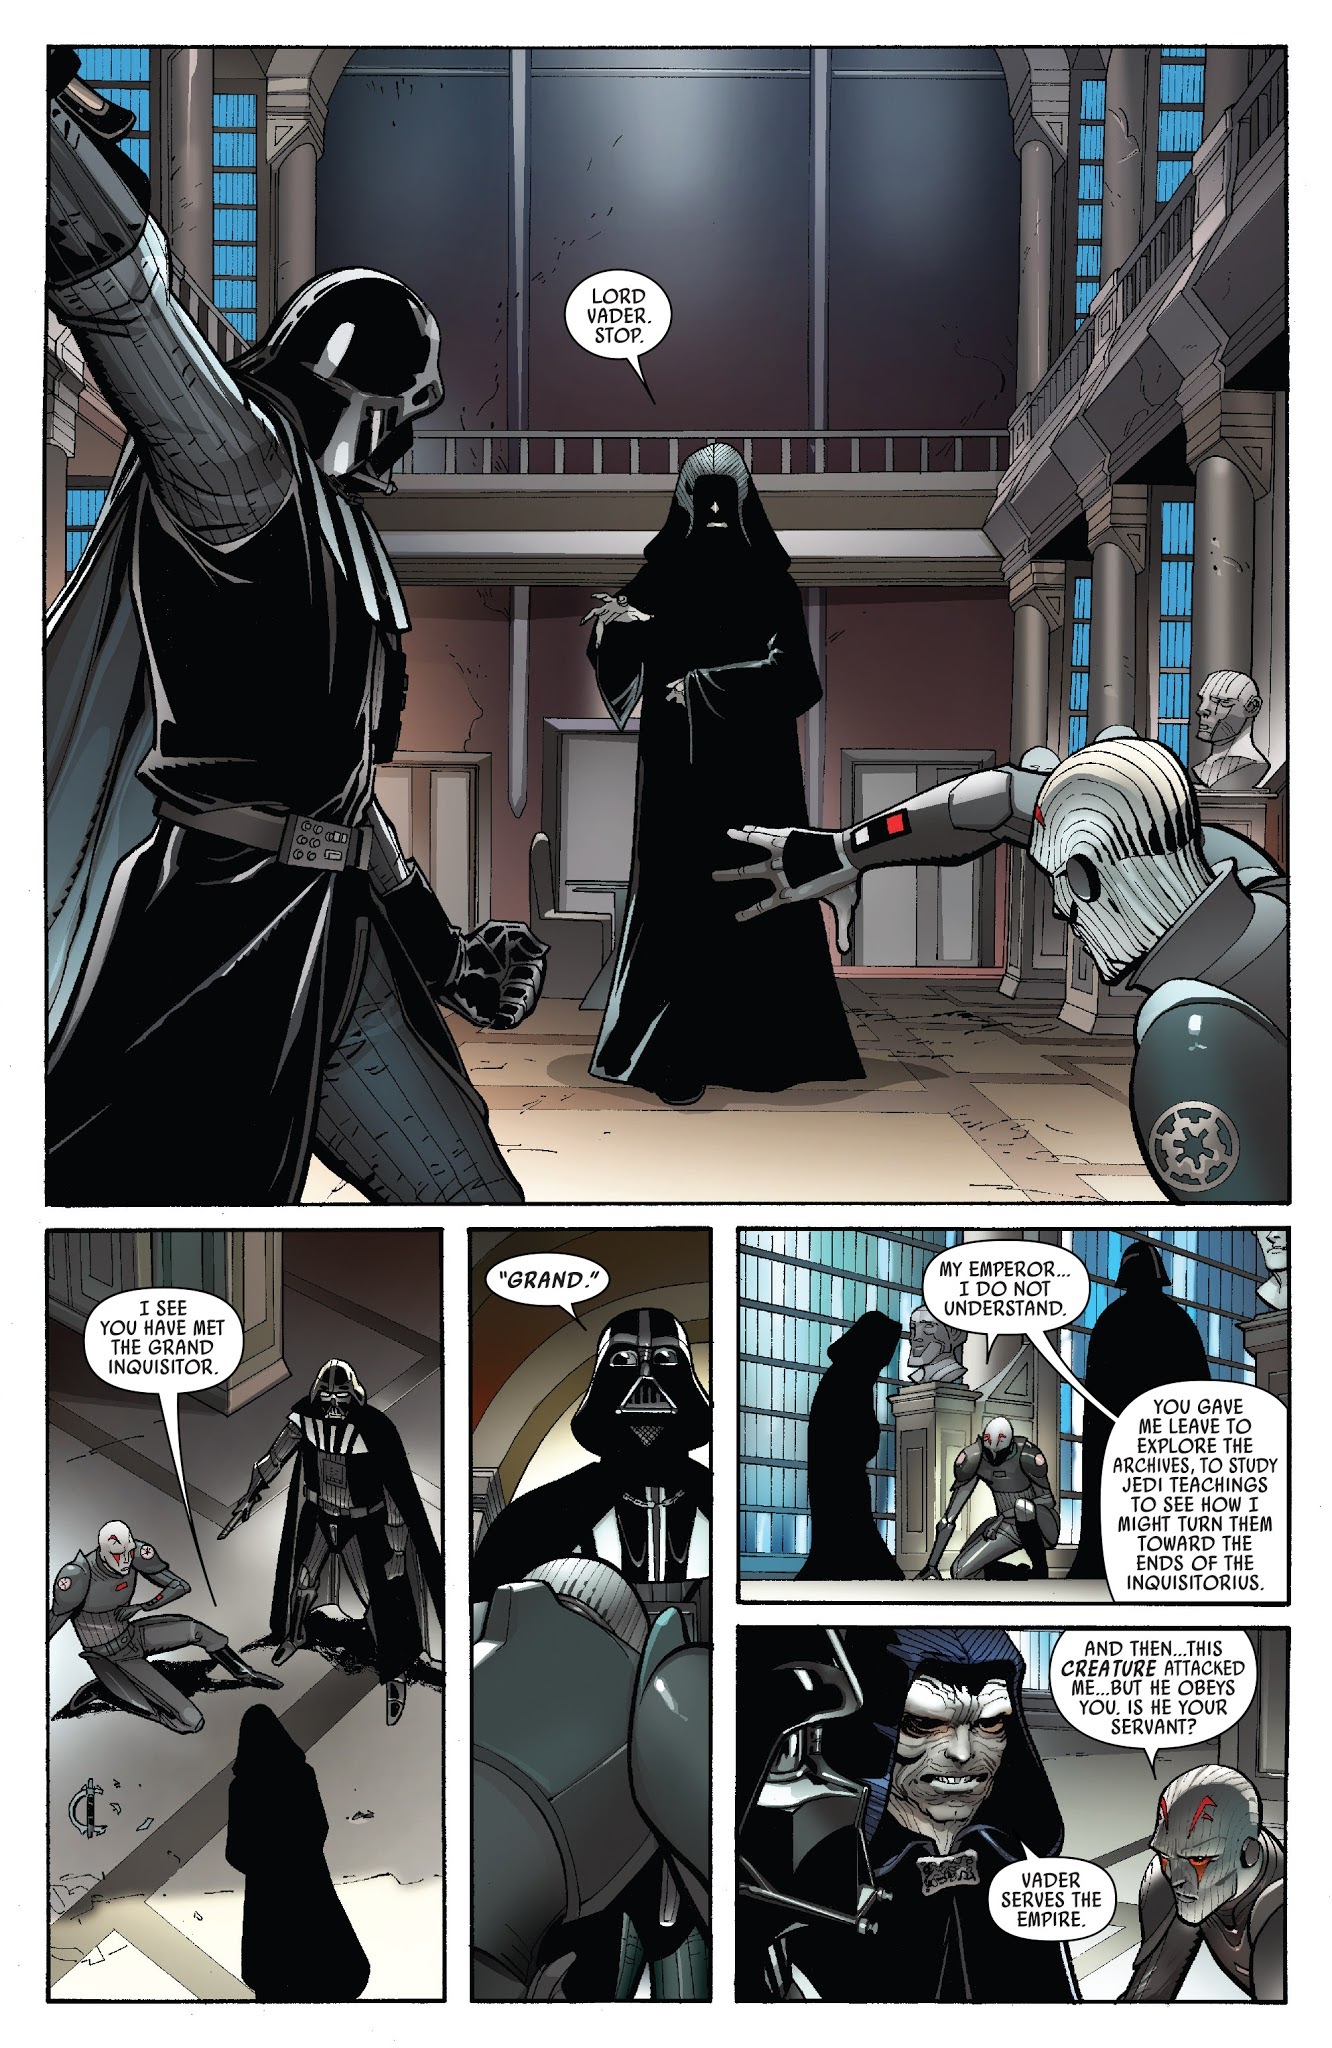 LORD
VADER.
STOP.
I SEE
YOU HAVE MET
THE GRAND
INQUISITOR.
"GRAND."
MY EMPEROR...
I DO NOT
UNDERSTAND.
YOU GAVE
ME LEAVE TO
EXPLORE THE
ARCHIVES, TO STUDY
JEDI TEACHINGS
TO SEE HOW I
MIGHT TURN THEM
TOWARD THE
ENDS OF THE
INQUISITORIUS.
AND THEN...THIS
CREATURE ATTACKED
ME...BUT HE OBEYS
YOU. IS HE YOUR
SERVANT?
VADER
SERVES THE
EMPIRE.